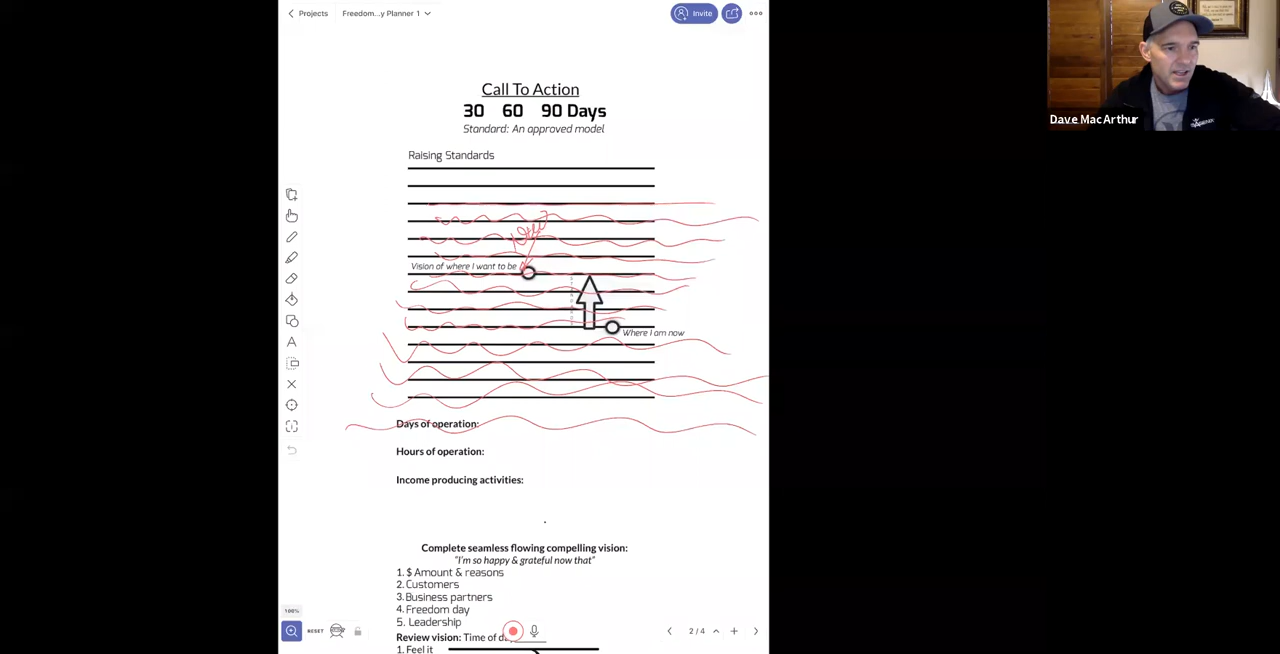 Projects
Freedom...y Planner 1
Invite
Call To Action
30 60 90 Days
Standard: An approved model
Raising Standards
Vision of where I want to be
Where I am now
Days of operation:
Hours of operation:
Income producing activities:
Complete seamless flowing compelling vision:
"I'm so happy & grateful now that"
1. $ Amount & reasons
2. Customers
3. Business partners
4. Freedom day
5. Leadership
Review vision: Time of
1. Feel it
100%
RESET
2 / 4
Dave MacArthur